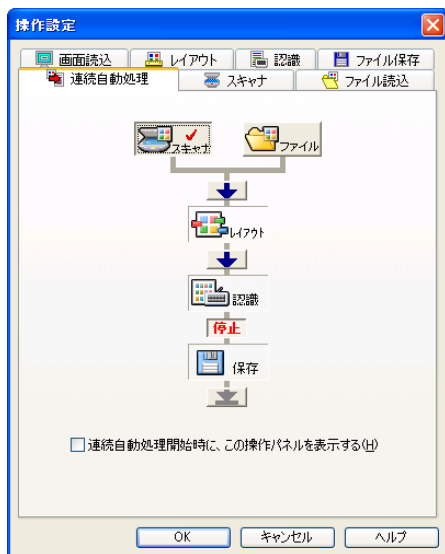 操作設定
画面読込 レイアウト 認識 ファイル保存
連続自動処理 スキャナ ファイル読込
スキャナ ファイル
レイアウト
認識
停止
保存
連続自動処理開始時に、この操作パネルを表示する(H)
OK キャンセル ヘルプ